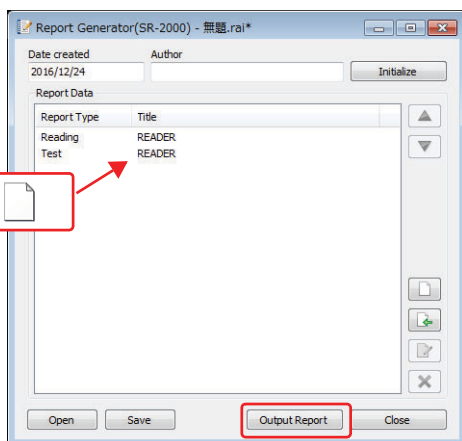 Report Generator(SR-2000) - 無題.rai*
Date created Author
2016/12/24 Initialize
Report Data
Report Type Title
Reading READER
Test READER
Open Save Output Report Close